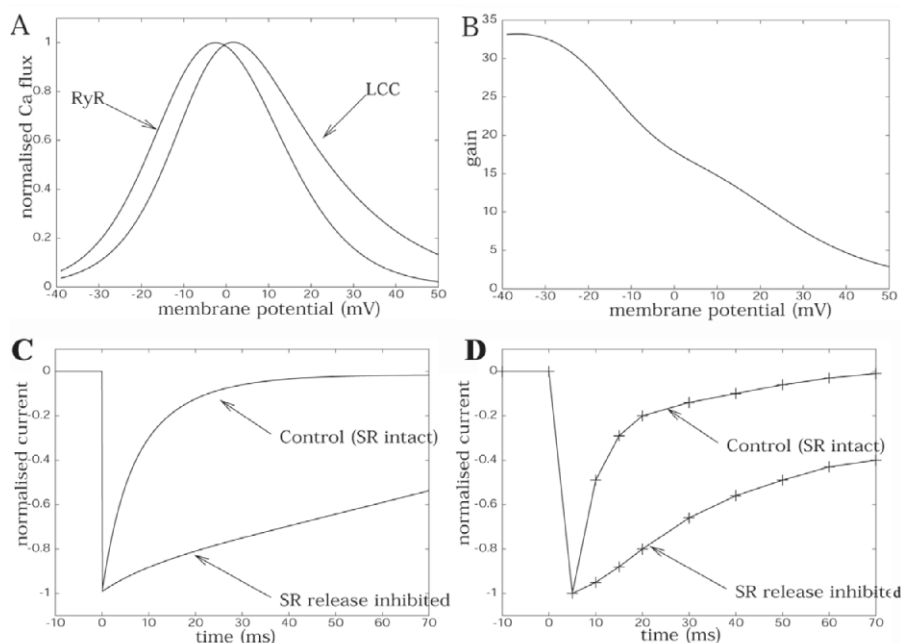 A
normalised Ca flux
1
0.8
0.6
0.4
0.2
0
RyR
LCC
-40 -30 -20 -10 0 10 20 30 40 50
membrane potential (mV)
B
gain
35
30
25
20
15
10
5
0
-40 -30 -20 -10 0 10 20 30 40 50
membrane potential (mV)
C
normalised current
0
-0.2
-0.4
-0.6
-0.8
-1
Control (SR intact)
SR release inhibited
-10 0 10 20 30 40 50 60 70
time (ms)
D
normalised current
0
-0.2
-0.4
-0.6
-0.8
-1
Control (SR intact)
SR release inhibited
-10 0 10 20 30 40 50 60 70
time (ms)